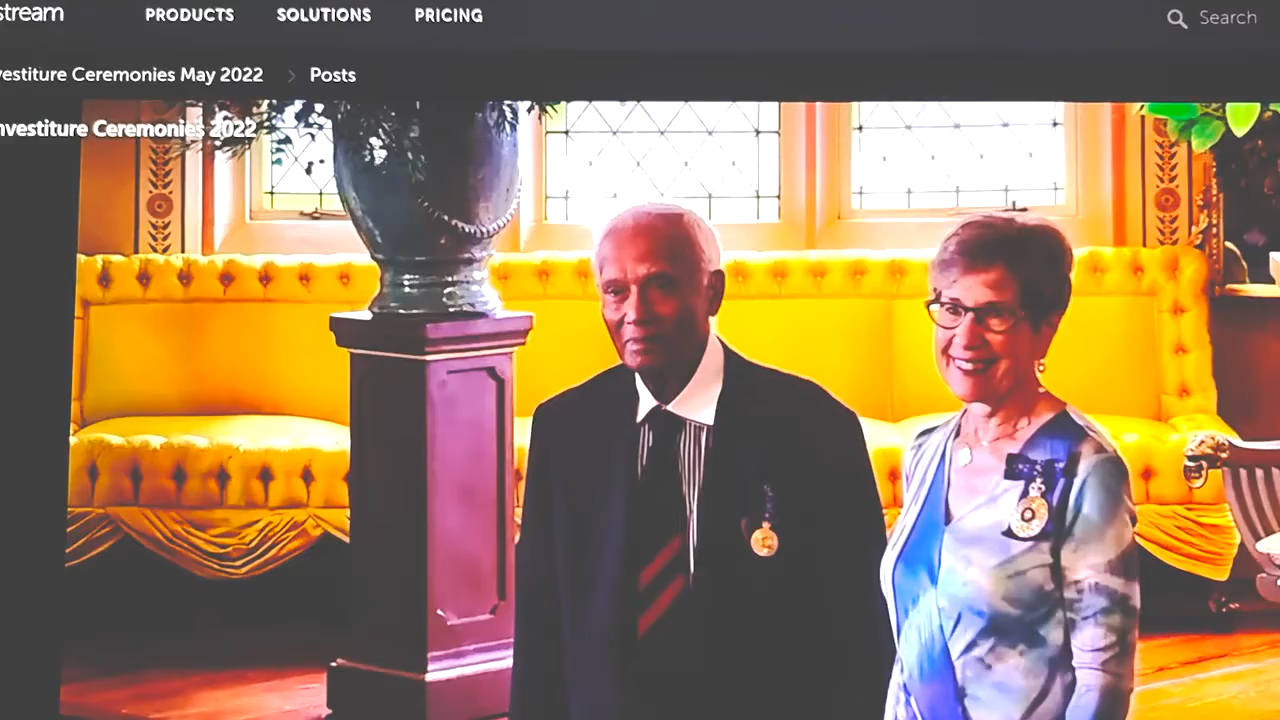 stream PRODUCTS SOLUTIONS PRICING Search
vestiture Ceremonies May 2022 > Posts
nvestiture Ceremonies 2022